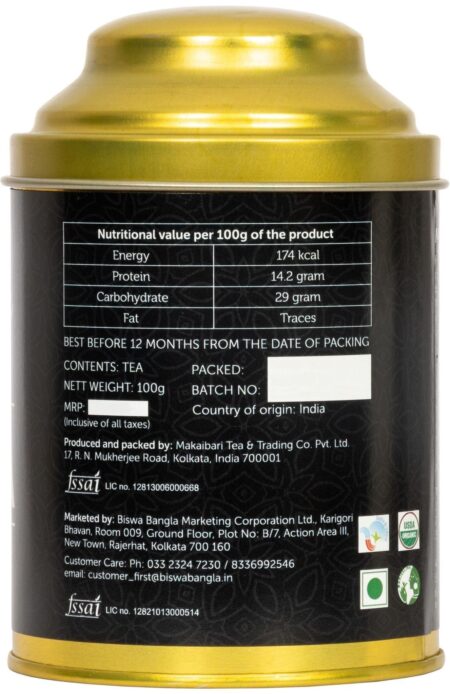 Nutritional value per 100g of the product
Energy 174 kcal
Protein 14.2 gram
Carbohydrate 29 gram
Fat Traces
BEST BEFORE 12 MONTHS FROM THE DATE OF PACKING
CONTENTS: TEA
NETT WEIGHT: 100g
MRP:
(Inclusive of all taxes)
PACKED:
BATCH NO:
Country of origin: India
Produced and packed by: Makaibari Tea & Trading Co. Pvt. Ltd.
17, R. N. Mukherjee Road, Kolkata, India 700001
fssai LIC no. 12813006000668
Marketed by: Biswa Bangla Marketing Corporation Ltd., Karigori
Bhavan, Room 009, Ground Floor, Plot No: B/7, Action Area III,
New Town, Rajerhat, Kolkata 700 160
Customer Care: Ph: 033 2324 7230 / 8336992546
email: customer_first@biswabangla.in
USDA
ORGANIC
fssai LIC no. 12821013000514